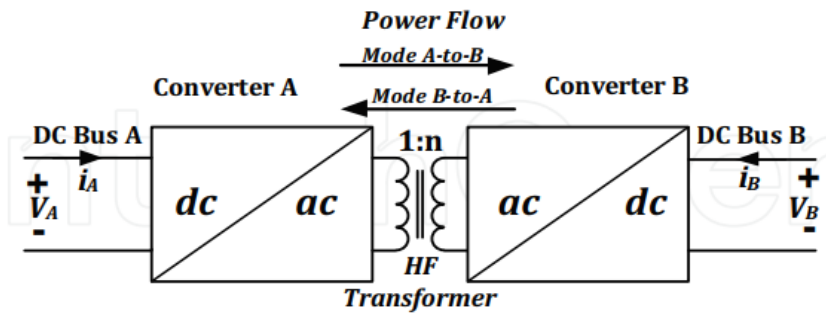 Power Flow
Mode A-to-B
Converter A
Mode B-to-A
Converter B
DC Bus A
1:n
DC Bus B
iA
iB
+
VA
-
dc
ac
ac
dc
+
VB
-
HF
Transformer